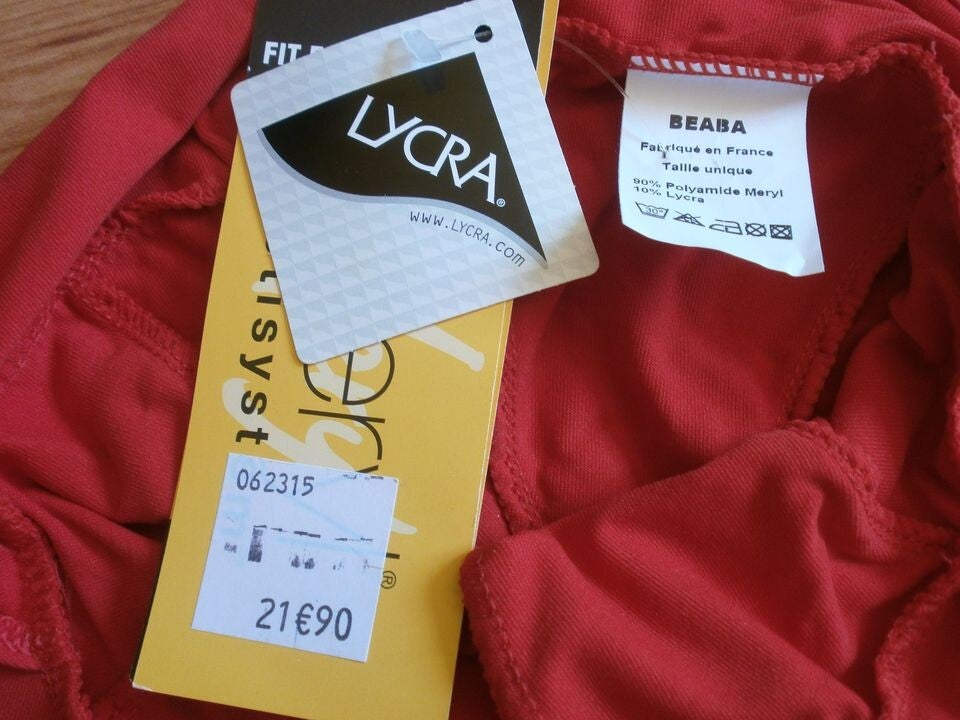 FIT
LYCRA®
www.LYCRA.com
062315
21€90
®
BEABA
Fabriqué en France
Taille unique
90% Polyamide Meryl
10% Lycra
30°